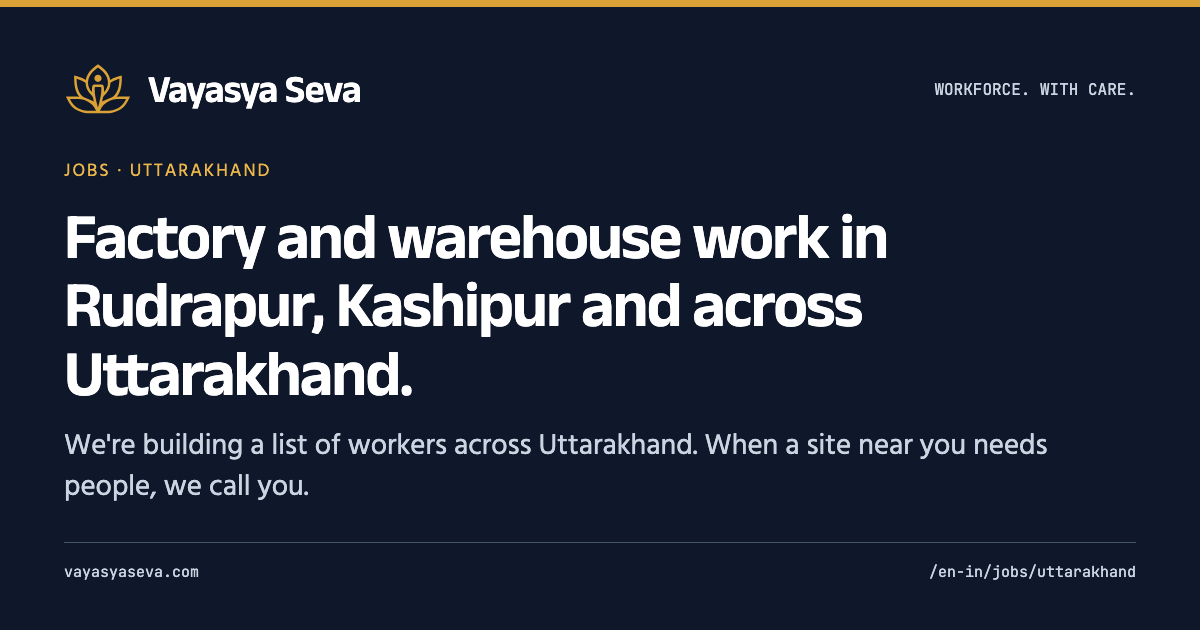 Vayasya Seva
WORKFORCE. WITH CARE.
JOBS · UTTARAKHAND
Factory and warehouse work in
Rudrapur, Kashipur and across
Uttarakhand.
We're building a list of workers across Uttarakhand. When a site near you needs
people, we call you.
vayasyaseva.com
/en-in/jobs/uttarakhand